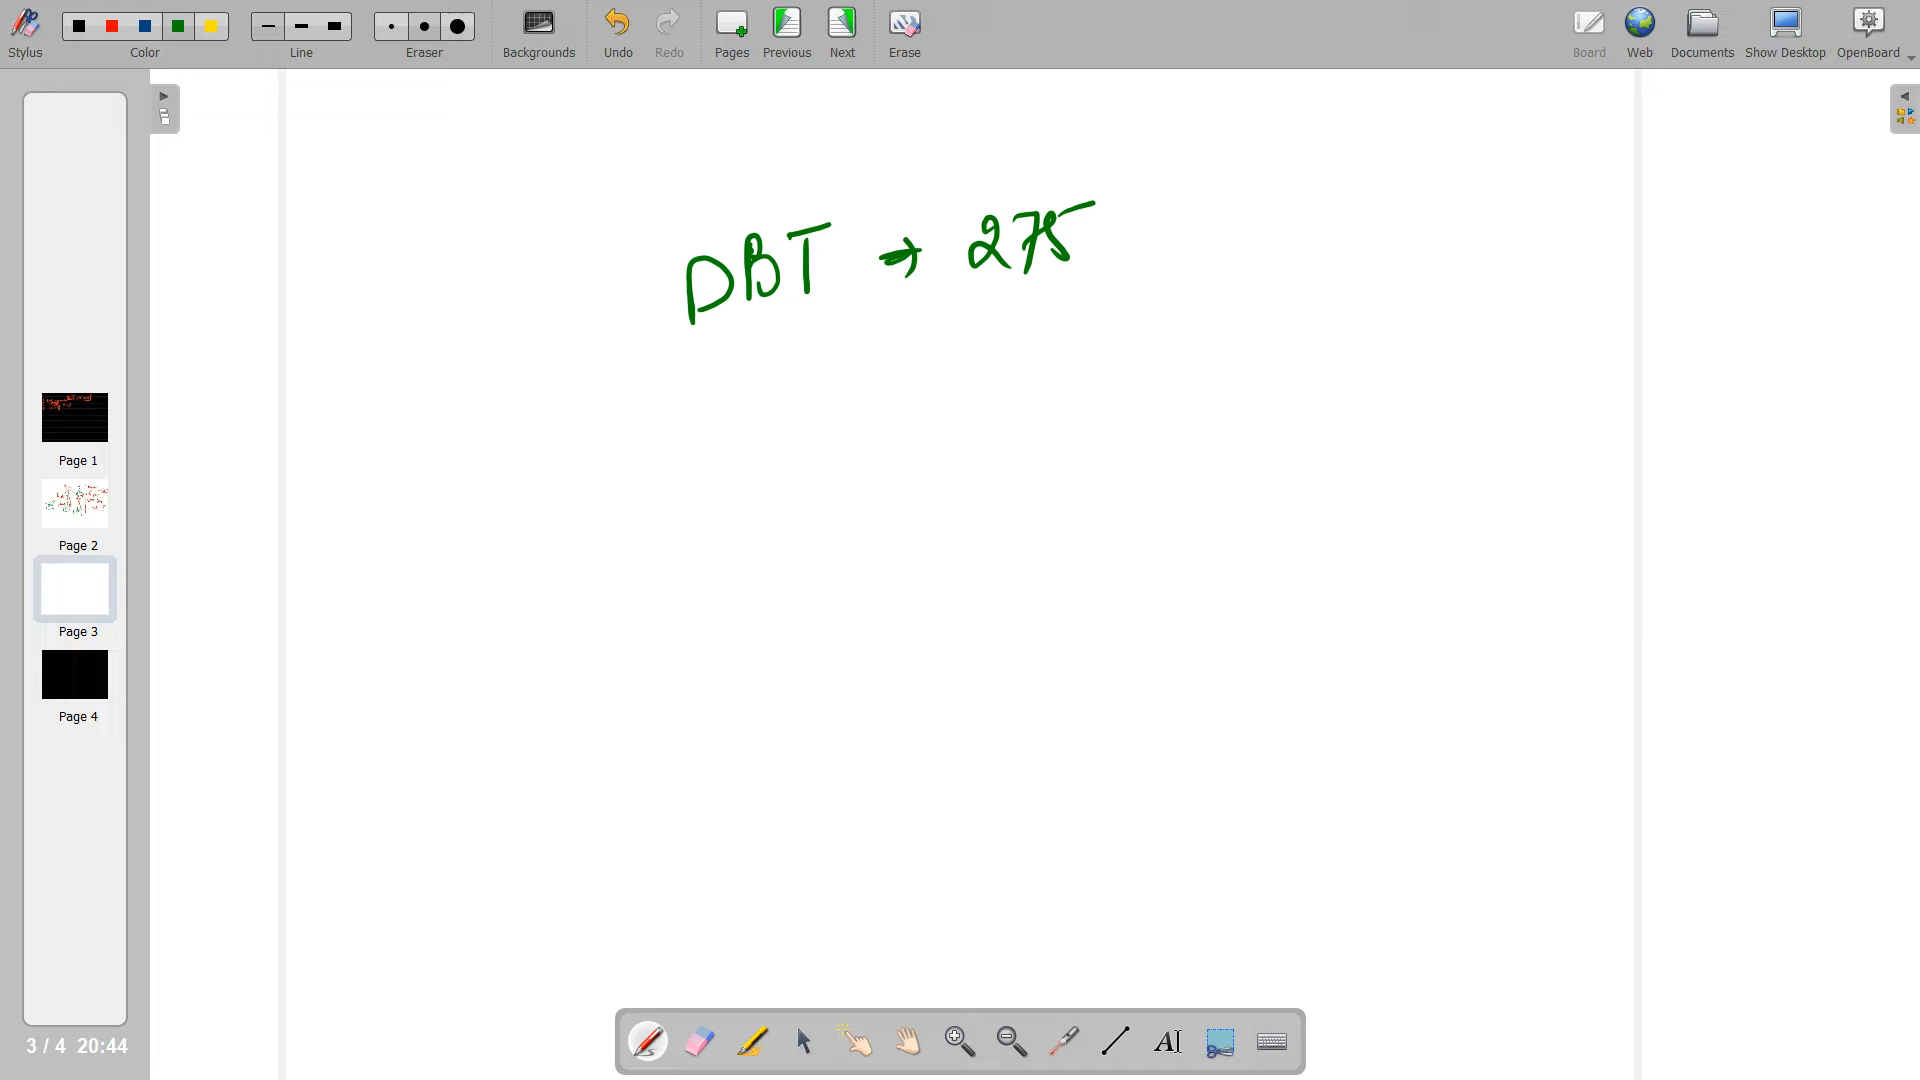 Stylus
Color
Line
Eraser
Backgrounds
Undo
Redo
Pages
Previous
Next
Erase
Board
Web
Documents
Show Desktop
OpenBoard
DBT → 275
Page 1
Page 2
Page 3
Page 4
3 / 4 20:44